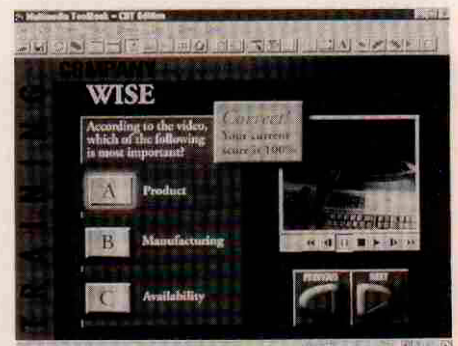 Multimedia ToolBook - CBT Edition
COMPANY
WISE
TRAINING
According to the video,
which of the following
is most important?
Correct!
Your current
score is 100%
A Product
B Manufacturing
C Availability
PREVIOUS NEXT